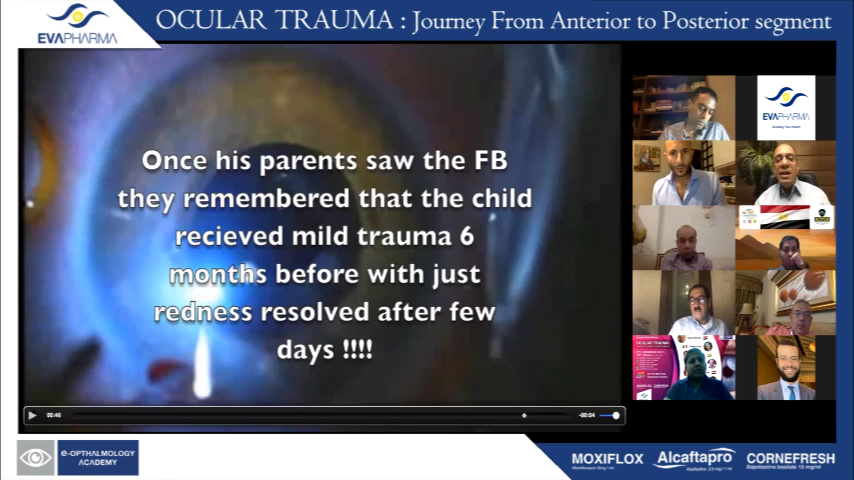 EVAPHARMA
OCULAR TRAUMA : Journey From Anterior to Posterior segment
Once his parents saw the FB
they remembered that the child
recieved mild trauma 6
months before with just
redness resolved after few
days !!!!
00:48
-00:04
EVAPHARMA
OCULAR TRAUMA
e-OPTHALMOLOGY
ACADEMY
MOXIFLOX
Alcaftapro
CORNEFRESH